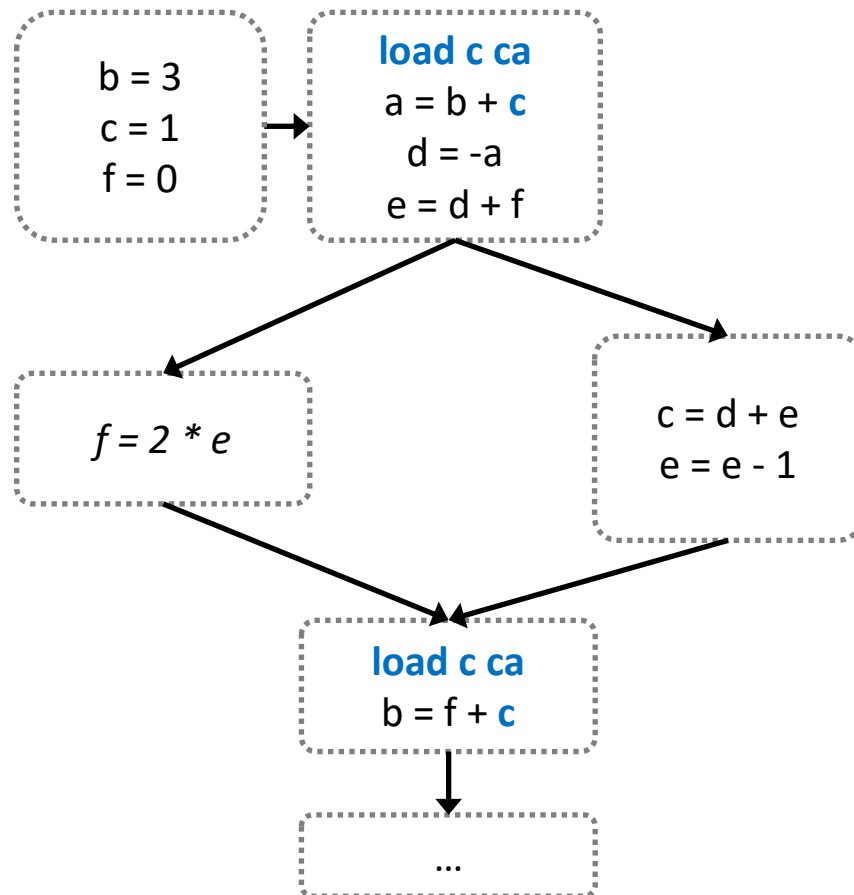 b = 3
c = 1
f = 0
load c ca
a = b + c
d = -a
e = d + f
f = 2 * e
c = d + e
e = e - 1
load c ca
b = f + c
...